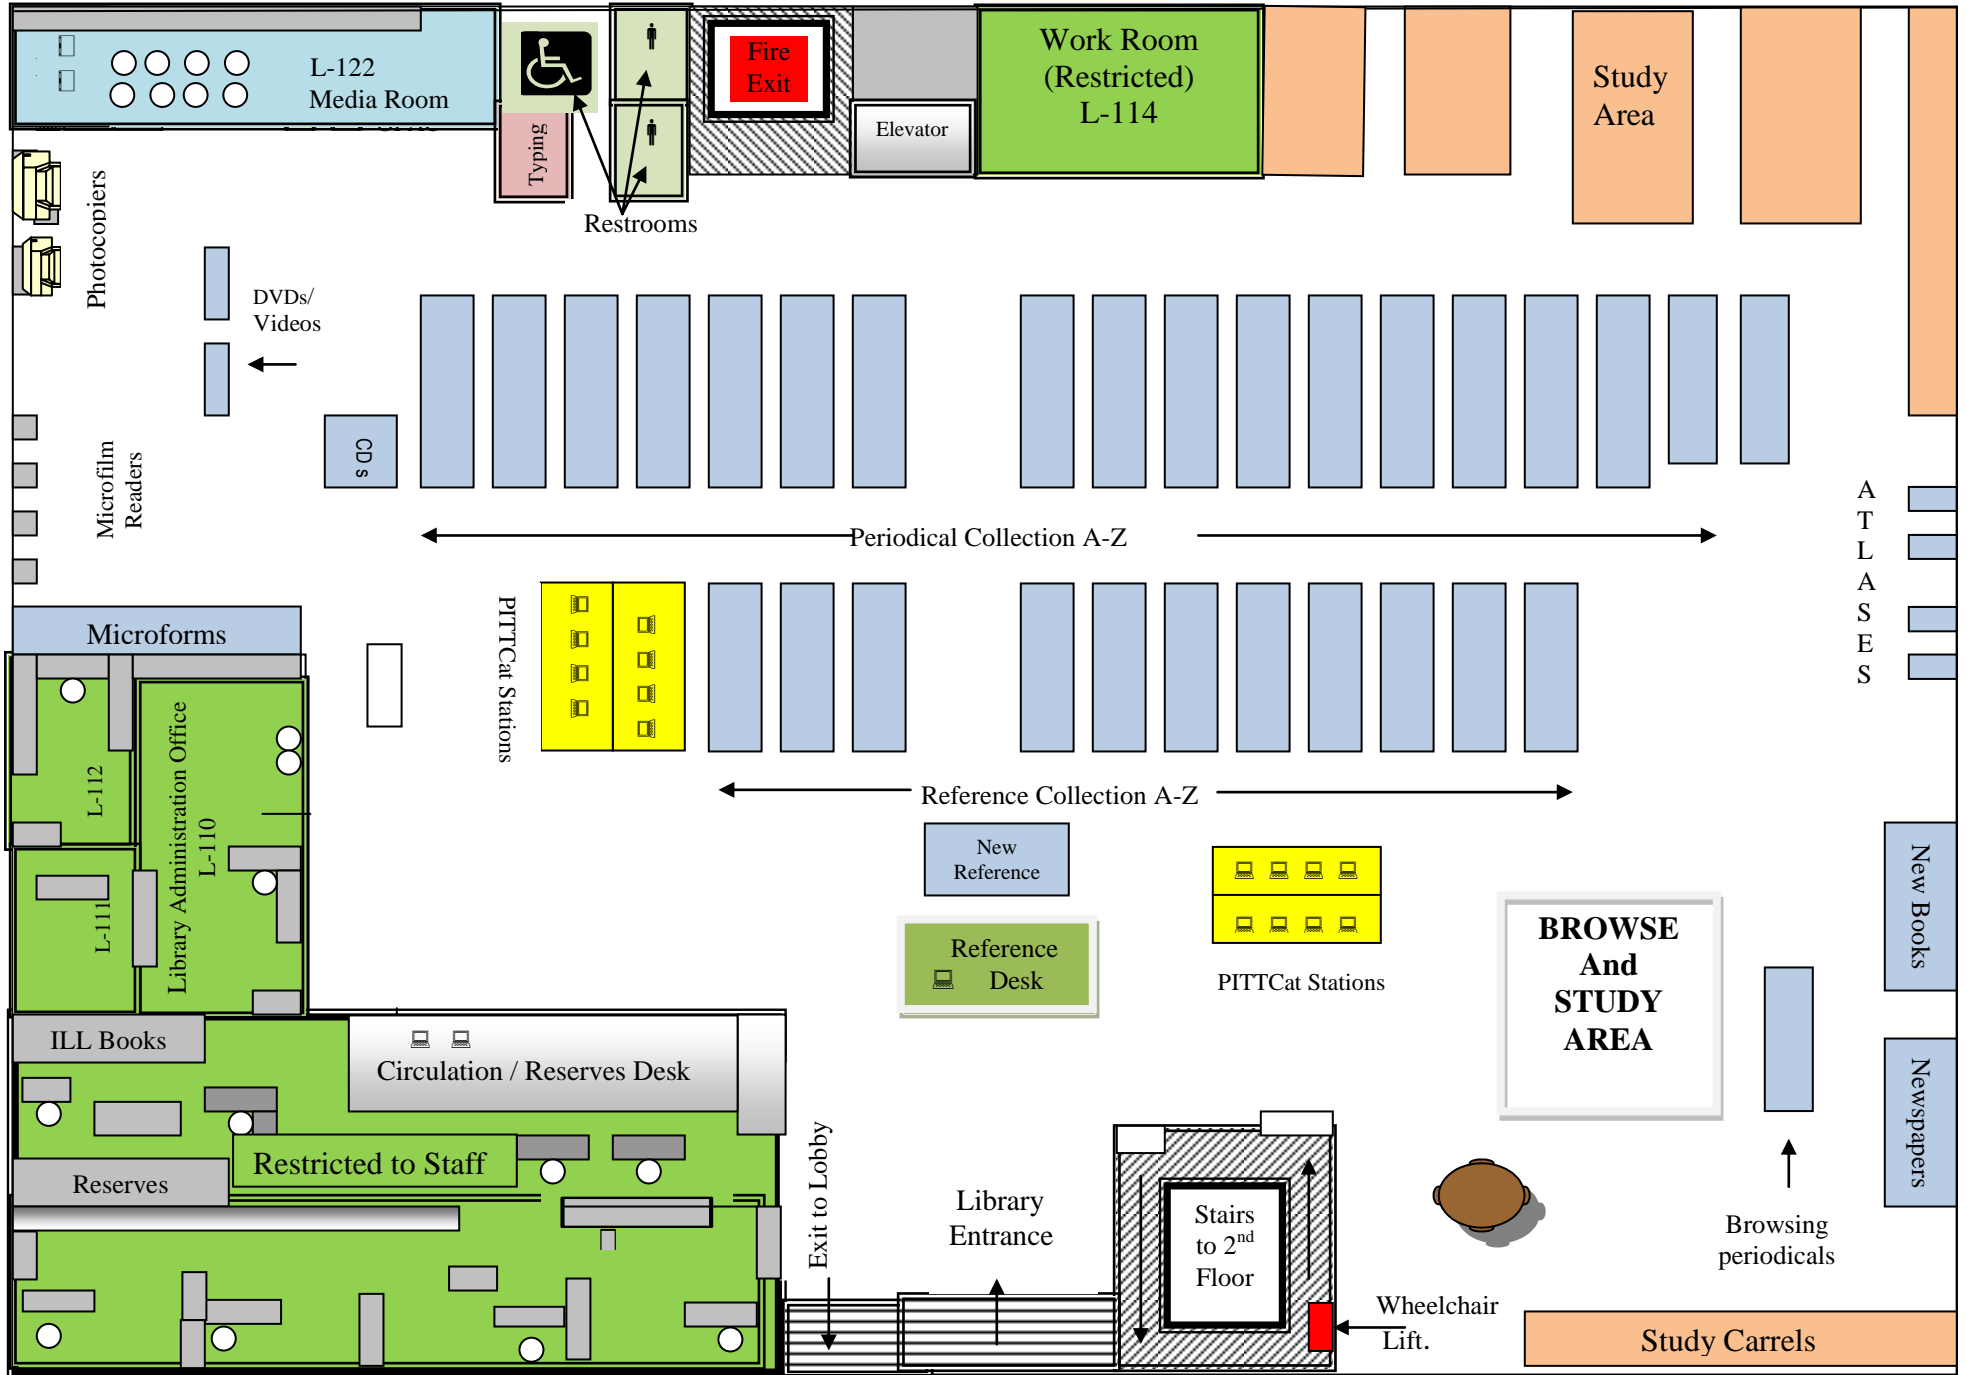 L-122
Media Room
Typing
Restrooms
Fire
Exit
Elevator
Work Room
(Restricted)
L-114
Study
Area
Photocopiers
DVDs/
Videos
CDs
Microfilm
Readers
Periodical Collection A-Z
ATLASES
Microforms
PITTCat Stations
L-112
Library Administration Office
L-110
L-111
Reference Collection A-Z
New
Reference
Reference
Desk
PITTCat Stations
BROWSE
And
STUDY
AREA
New Books
Newspapers
ILL Books
Circulation / Reserves Desk
Restricted to Staff
Reserves
Exit to Lobby
Library
Entrance
Stairs
to 2nd
Floor
Wheelchair
Lift.
Browsing
periodicals
Study Carrels